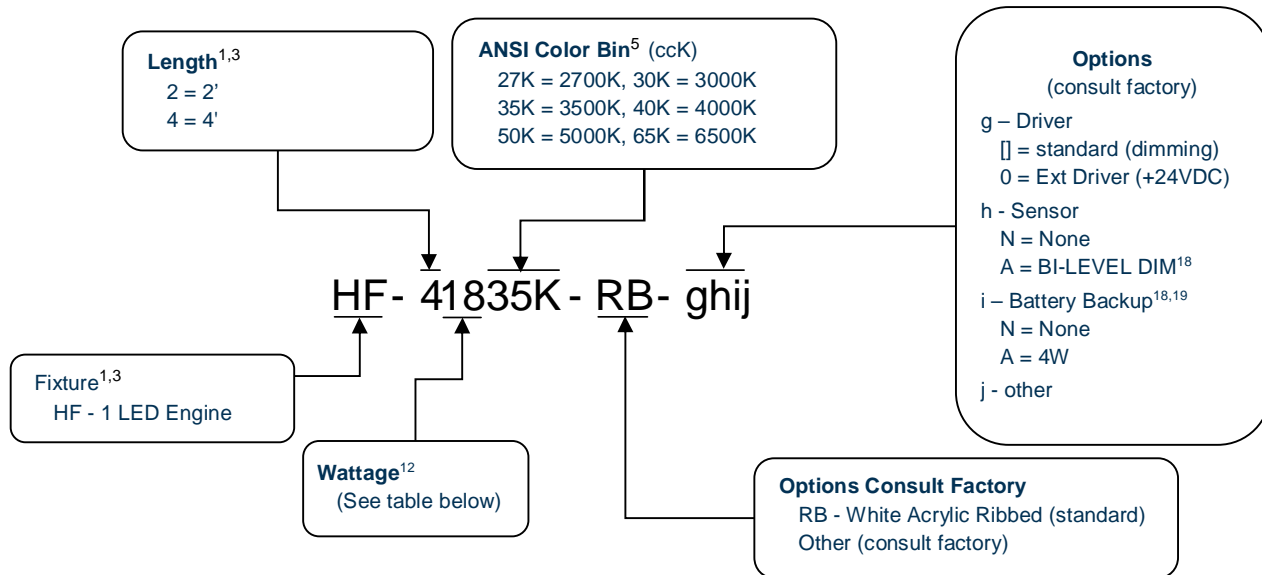 Length1,3
2 = 2'
4 = 4'
ANSI Color Bin5 (ccK)
27K = 2700K, 30K = 3000K
35K = 3500K, 40K = 4000K
50K = 5000K, 65K = 6500K
Options
(consult factory)
g – Driver
[] = standard (dimming)
0 = Ext Driver (+24VDC)
h - Sensor
N = None
A = BI-LEVEL DIM18
i – Battery Backup18,19
N = None
A = 4W
j - other
HF - 41835K - RB - ghij
Fixture1,3
HF - 1 LED Engine
Wattage12
(See table below)
Options Consult Factory
RB - White Acrylic Ribbed (standard)
Other (consult factory)